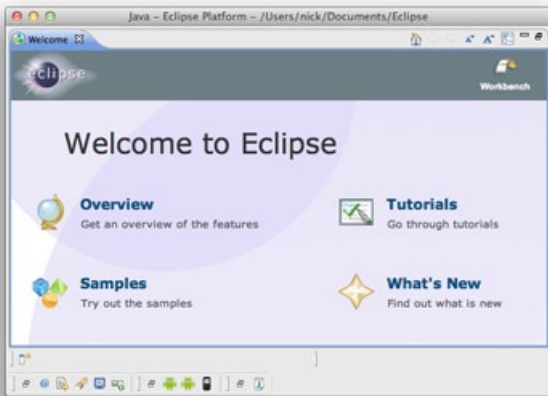 Java – Eclipse Platform – /Users/nick/Documents/Eclipse
Welcome
eclipse
Workbench
Welcome to Eclipse
Overview
Get an overview of the features
Tutorials
Go through tutorials
Samples
Try out the samples
What's New
Find out what is new